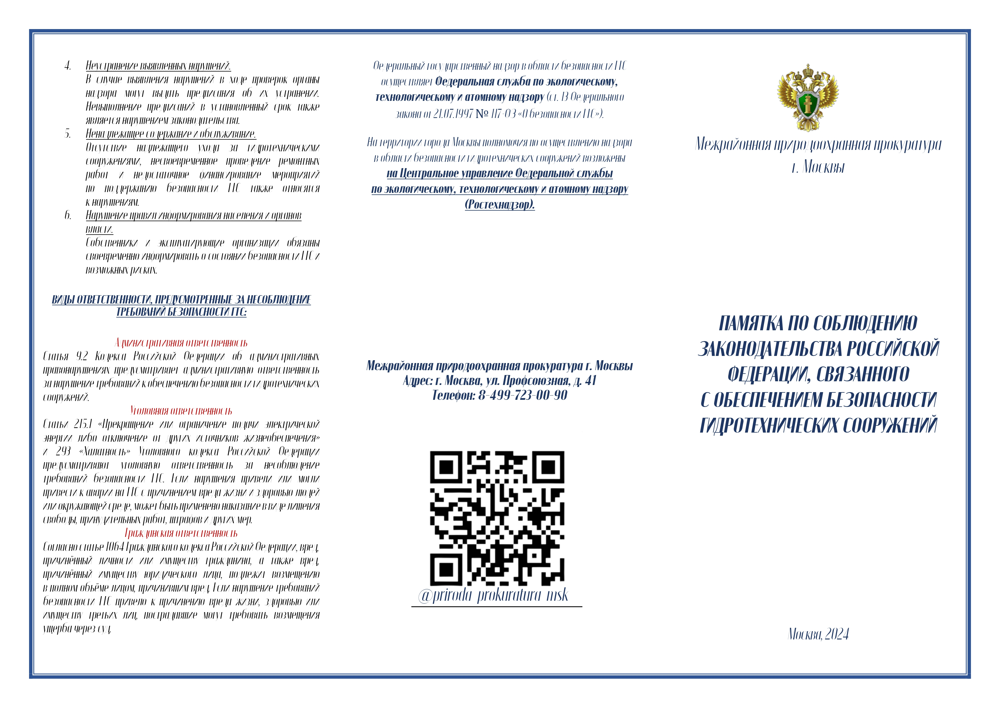 4. Неустранение выявленных нарушений.
В случае выявления нарушений в ходе проверок органы
надзора могут выдать предписания об их устранении.
Невыполнение предписаний в установленный срок также
является нарушением законодательства.
5. Ненадлежащее содержание и обслуживание.
Отсутствие надлежащего ухода за гидротехническими
сооружениями, несвоевременное проведение ремонтных
работ и недостаточное финансирование мероприятий
по поддержанию безопасности ГТС также относятся
к нарушениям.
6. Нарушение правил информирования населения и органов
власти.
Собственники и эксплуатирующие организации обязаны
своевременно информировать о состоянии безопасности ГТС и
возможных рисках.
ВИДЫ ОТВЕТСТВЕННОСТИ, ПРЕДУСМОТРЕННЫЕ ЗА НЕСОБЛЮДЕНИЕ
ТРЕБОВАНИЙ БЕЗОПАСНОСТИ ГТС:
Административная ответственность
Статья 9.2 Кодекса Российской Федерации об административных
правонарушениях предусматривает административную ответственность
за нарушение требований к обеспечению безопасности гидротехнических
сооружений.
Уголовная ответственность
Статьи 215.1 «Прекращение или ограничение подачи электрической
энергии либо отключение от других источников жизнеобеспечения»
и 293 «Халатность» Уголовного кодекса Российской Федерации
предусматривают уголовную ответственность за несоблюдение
требований безопасности ГТС. Если нарушения привели или могли
привести к аварии на ГТС с причинением вреда жизни и здоровью людей
или окружающей среде, может быть применено наказание в виде лишения
свободы, принудительных работ, штрафов и других мер.
Гражданская ответственность
Согласно статье 1064 Гражданского кодекса Российской Федерации, вред,
причинённый личности или имуществу гражданина, а также вред,
причинённый имуществу юридического лица, подлежит возмещению
в полном объёме лицом, причинившим вред. Если нарушение требований
безопасности ГТС привело к причинению вреда жизни, здоровью или
имуществу третьих лиц, пострадавшие могут требовать возмещения
ущерба через суд.
Федеральный государственный надзор в области безопасности ГТС
осуществляет Федеральная служба по экологическому,
технологическому и атомному надзору (ст. 13 Федерального
закона от 21.07.1997 № 117-ФЗ «О безопасности ГТС»).
На территории города Москвы полномочия по осуществлению надзора
в области безопасности гидротехнических сооружений возложены
на Центральное управление Федеральной службы
по экологическому, технологическому и атомному надзору
(Ростехнадзор).
Межрайонная природоохранная прокуратура г. Москвы
Адрес: г. Москва, ул. Профсоюзная, д. 41
Телефон: 8-499-723-00-90
@priroda_prokuratura_msk
Межрайонная природоохранная прокуратура
г. Москвы
ПАМЯТКА ПО СОБЛЮДЕНИЮ
ЗАКОНОДАТЕЛЬСТВА РОССИЙСКОЙ
ФЕДЕРАЦИИ, СВЯЗАННОГО
С ОБЕСПЕЧЕНИЕМ БЕЗОПАСНОСТИ
ГИДРОТЕХНИЧЕСКИХ СООРУЖЕНИЙ
Москва, 2024